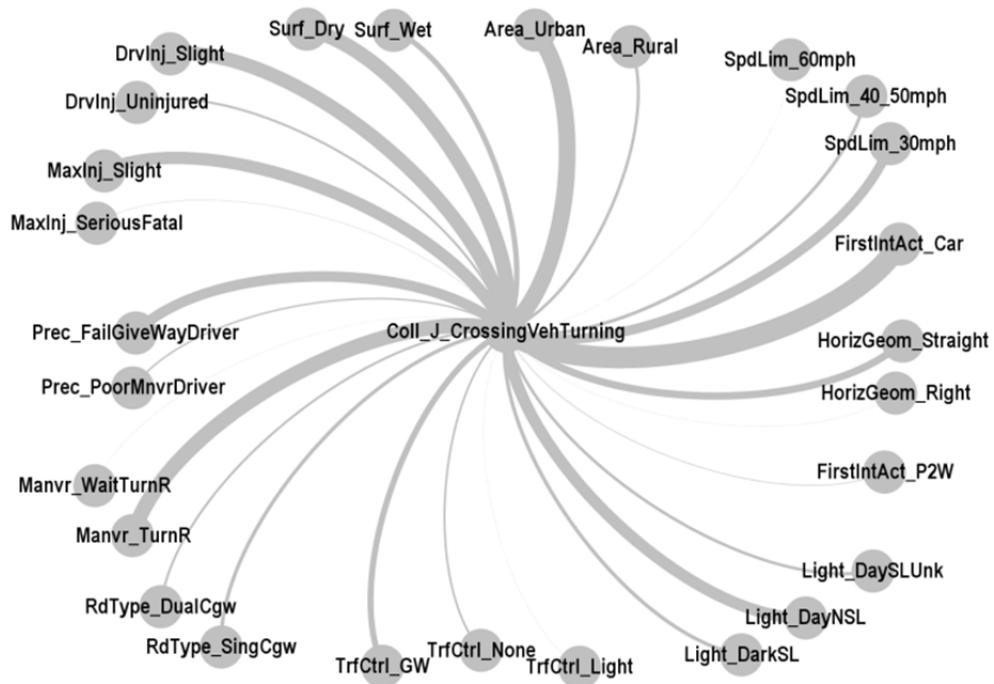 Surf_Dry
Surf_Wet
Area_Urban
Area_Rural
DrvInj_Slight
SpdLim_60mph
DrvInj_Uninjured
SpdLim_40_50mph
SpdLim_30mph
MaxInj_Slight
MaxInj_SeriousFatal
FirstIntAct_Car
Prec_FailGiveWayDriver
Coll_J_CrossingVehTurning
HorizGeom_Straight
Prec_PoorMnvrDriver
HorizGeom_Right
Manvr_WaitTurnR
FirstIntAct_P2W
Manvr_TurnR
Light_DaySLUnk
RdType_DualCgw
Light_DayNSL
RdType_SingCgw
TrfCtrl_GW
TrfCtrl_None
TrfCtrl_Light
Light_DarkSL